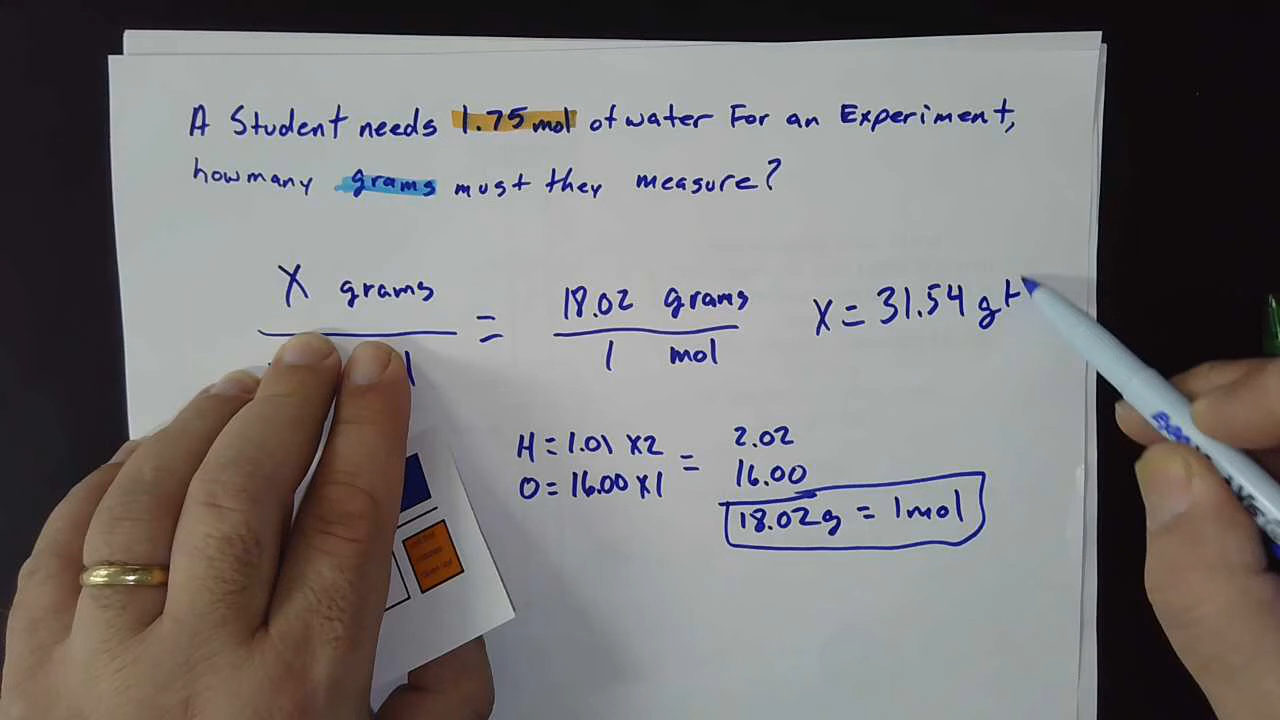 A Student needs 1.75 mol of water For an Experiment,
how many grams must they measure?
X grams = 18.02 grams X = 31.54 g
1 mol
H = 1.01 X2 = 2.02
O = 16.00 X1 16.00
18.02g = 1mol